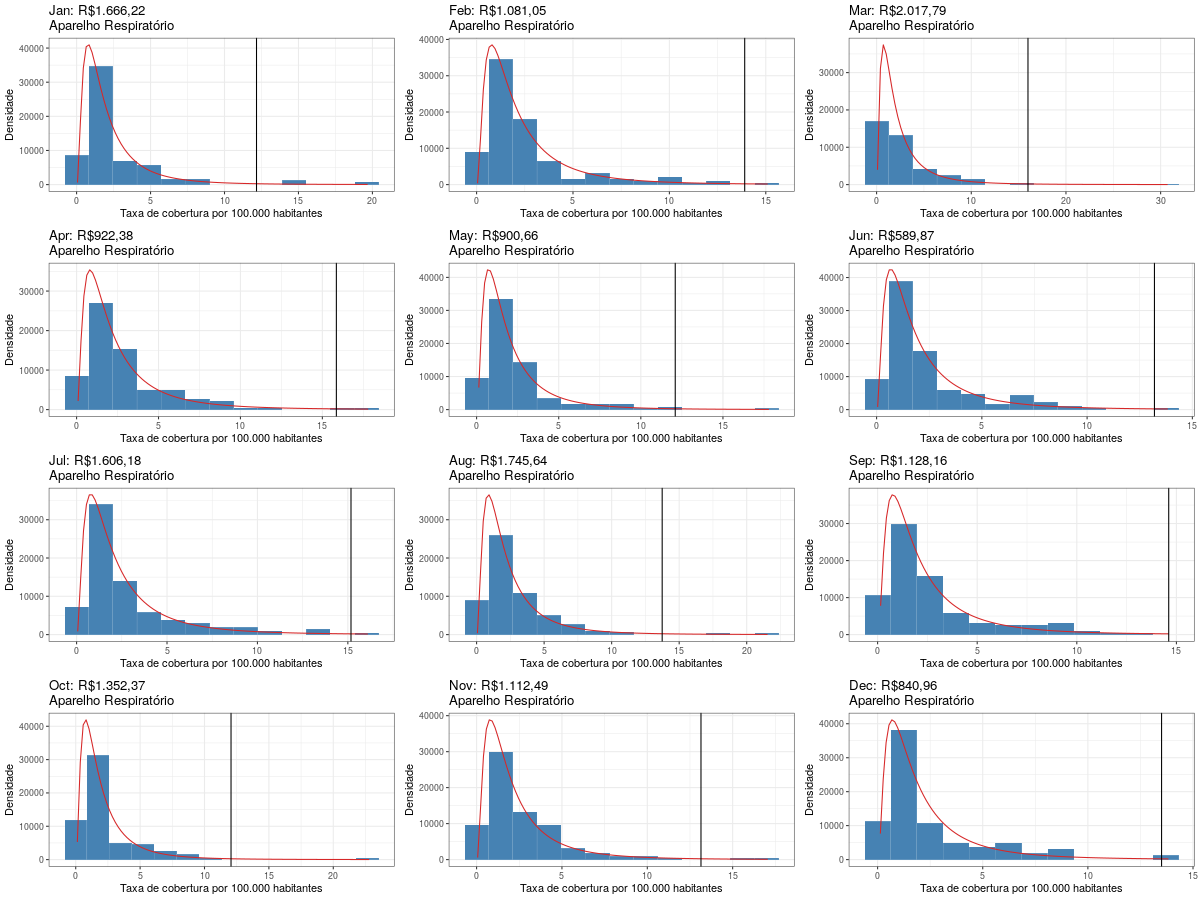 Jan: R$1.666,22
Aparelho Respiratório
Densidade
40000
30000
20000
10000
0
0 5 10 15 20
Taxa de cobertura por 100.000 habitantes
Feb: R$1.081,05
Aparelho Respiratório
Densidade
40000
30000
20000
10000
0
0 5 10 15
Taxa de cobertura por 100.000 habitantes
Mar: R$2.017,79
Aparelho Respiratório
Densidade
30000
20000
10000
0
0 10 20 30
Taxa de cobertura por 100.000 habitantes
Apr: R$922,38
Aparelho Respiratório
Densidade
30000
20000
10000
0
0 5 10 15
Taxa de cobertura por 100.000 habitantes
May: R$900,66
Aparelho Respiratório
Densidade
40000
30000
20000
10000
0
0 5 10 15
Taxa de cobertura por 100.000 habitantes
Jun: R$589,87
Aparelho Respiratório
Densidade
40000
30000
20000
10000
0
0 5 10 15
Taxa de cobertura por 100.000 habitantes
Jul: R$1.606,18
Aparelho Respiratório
Densidade
30000
20000
10000
0
0 5 10 15
Taxa de cobertura por 100.000 habitantes
Aug: R$1.745,64
Aparelho Respiratório
Densidade
30000
20000
10000
0
0 5 10 15 20
Taxa de cobertura por 100.000 habitantes
Sep: R$1.128,16
Aparelho Respiratório
Densidade
30000
20000
10000
0
0 5 10 15
Taxa de cobertura por 100.000 habitantes
Oct: R$1.352,37
Aparelho Respiratório
Densidade
40000
30000
20000
10000
0
0 5 10 15 20
Taxa de cobertura por 100.000 habitantes
Nov: R$1.112,49
Aparelho Respiratório
Densidade
40000
30000
20000
10000
0
0 5 10 15
Taxa de cobertura por 100.000 habitantes
Dec: R$840,96
Aparelho Respiratório
Densidade
40000
30000
20000
10000
0
0 5 10 15
Taxa de cobertura por 100.000 habitantes